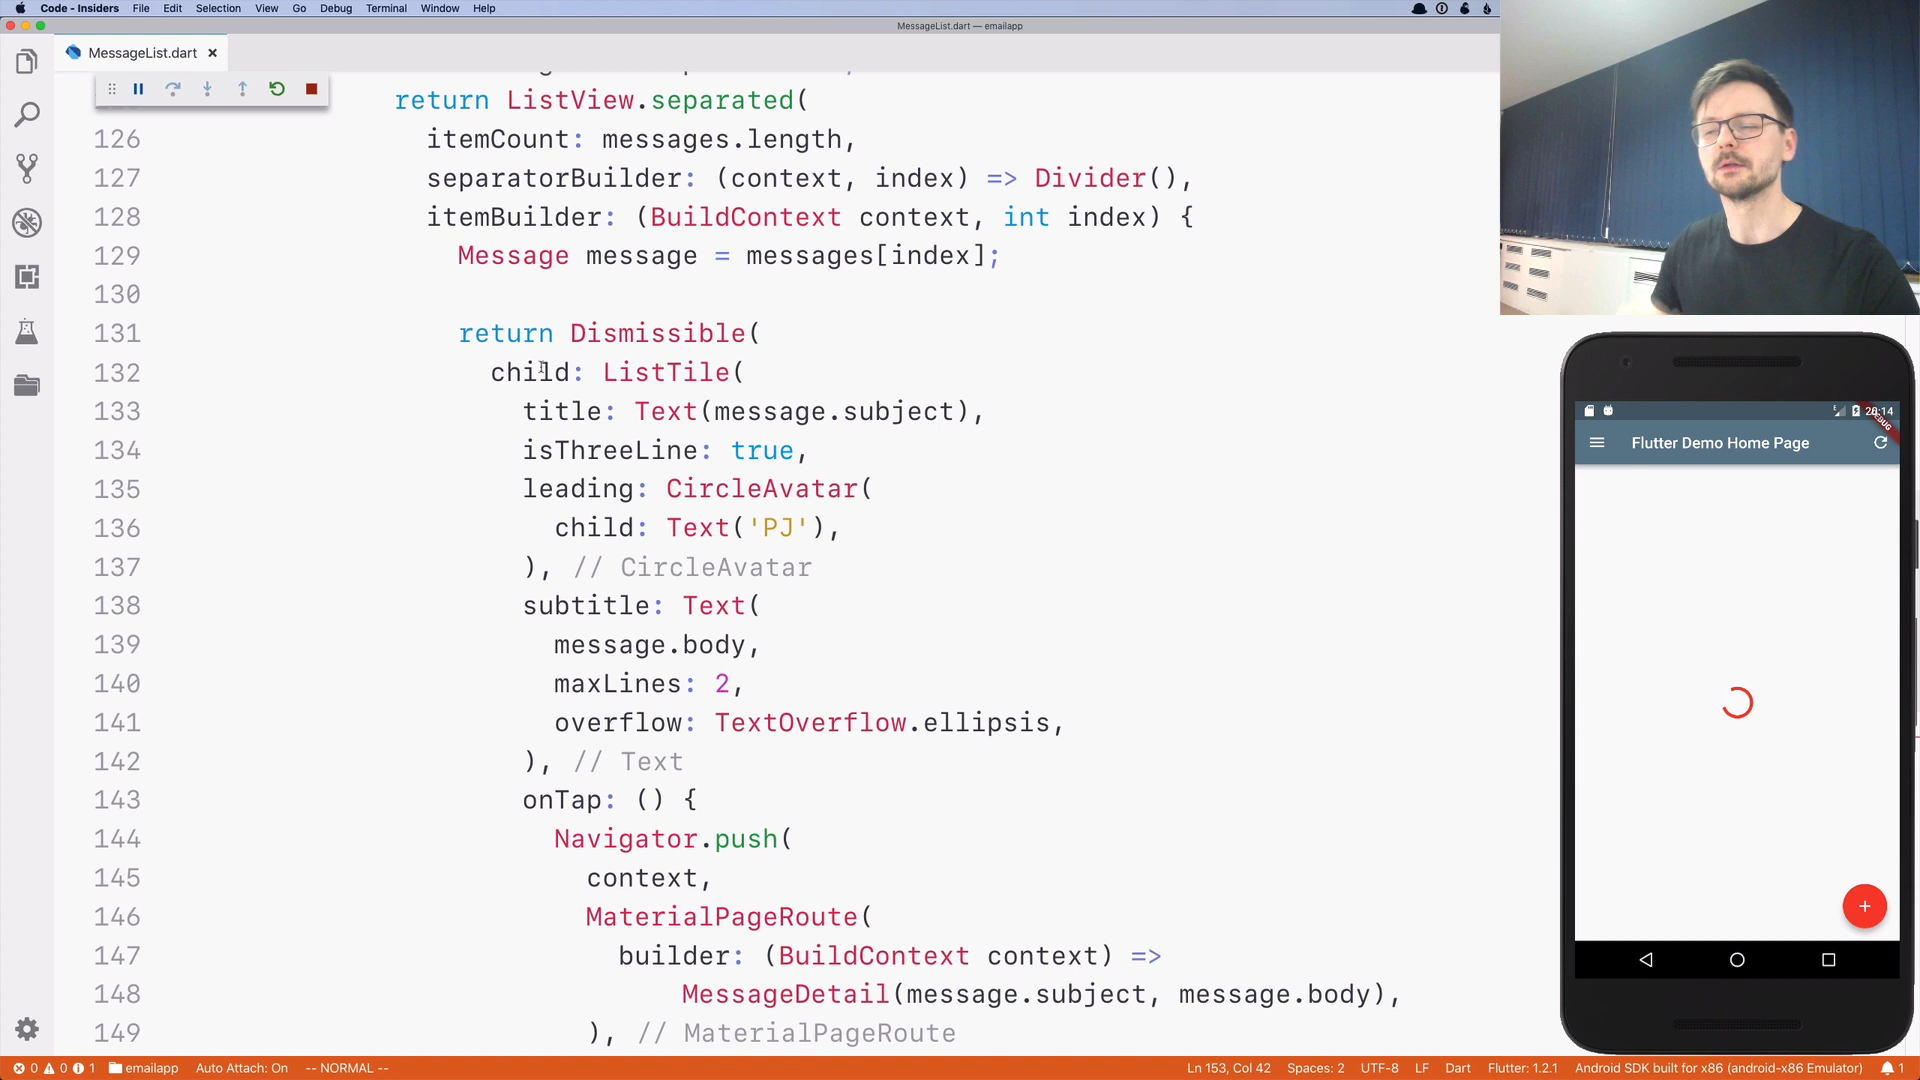 Code - Insiders File Edit Selection View Go Debug Terminal Window Help
MessageList.dart — emailapp
MessageList.dart
return ListView.separated(
126 itemCount: messages.length,
127 separatorBuilder: (context, index) => Divider(),
128 itemBuilder: (BuildContext context, int index) {
129 Message message = messages[index];
130
131 return Dismissible(
132 child: ListTile(
133 title: Text(message.subject),
134 isThreeLine: true,
135 leading: CircleAvatar(
136 child: Text('PJ'),
137 ), // CircleAvatar
138 subtitle: Text(
139 message.body,
140 maxLines: 2,
141 overflow: TextOverflow.ellipsis,
142 ), // Text
143 onTap: () {
144 Navigator.push(
145 context,
146 MaterialPageRoute(
147 builder: (BuildContext context) =>
148 MessageDetail(message.subject, message.body),
149 ), // MaterialPageRoute
20:14
Flutter Demo Home Page
0 0 1 emailapp Auto Attach: On -- NORMAL -- Ln 153, Col 42 Spaces: 2 UTF-8 LF Dart Flutter: 1.2.1 Android SDK built for x86 (android-x86 Emulator) 1